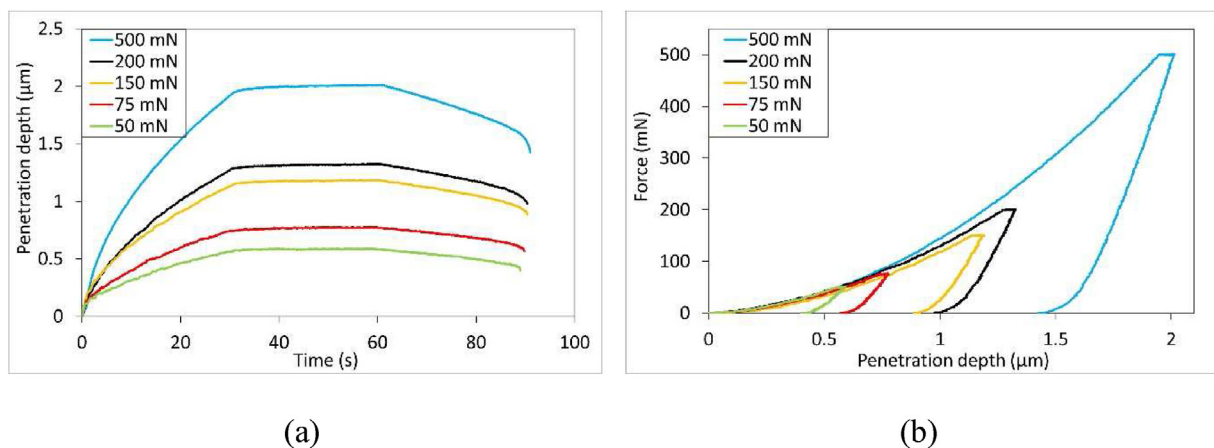 2.5
2
1.5
1
0.5
0
Penetration depth (μm)
500 mN
200 mN
150 mN
75 mN
50 mN
0
20
40
60
80
100
Time (s)
(a)
500
400
300
200
100
0
Force (mN)
500 mN
200 mN
150 mN
75 mN
50 mN
0
0.5
1
1.5
2
Penetration depth (μm)
(b)